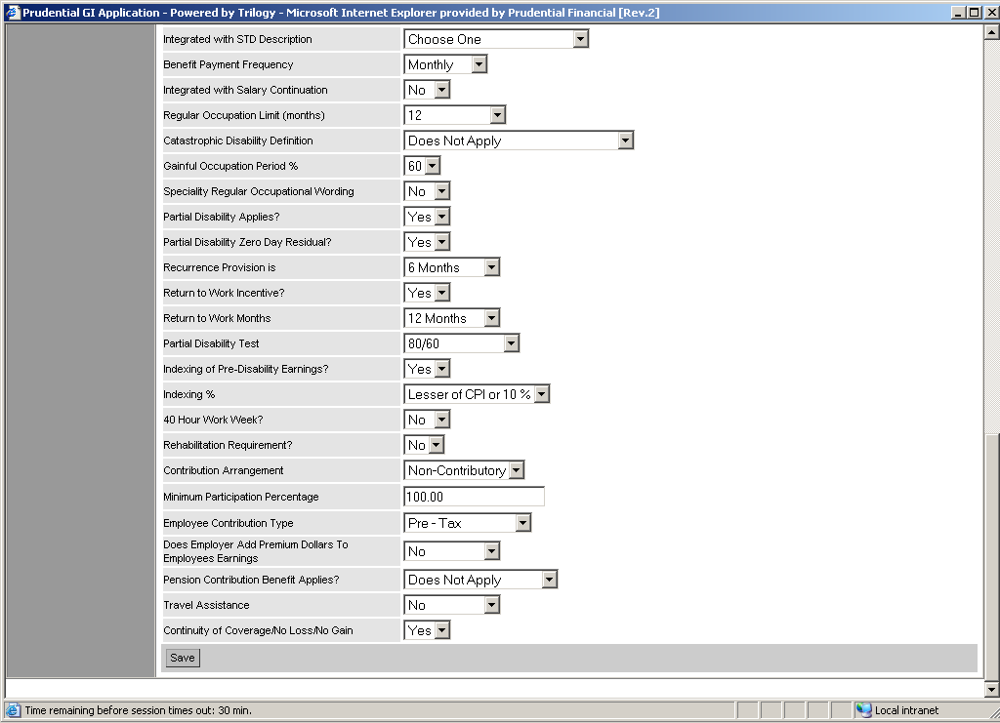 Prudential GI Application - Powered by Trilogy - Microsoft Internet Explorer provided by Prudential Financial [Rev.2]
Integrated with STD Description Choose One
Benefit Payment Frequency Monthly
Integrated with Salary Continuation No
Regular Occupation Limit (months) 12
Catastrophic Disability Definition Does Not Apply
Gainful Occupation Period % 60
Speciality Regular Occupational Wording No
Partial Disability Applies? Yes
Partial Disability Zero Day Residual? Yes
Recurrence Provision is 6 Months
Return to Work Incentive? Yes
Return to Work Months 12 Months
Partial Disability Test 80/60
Indexing of Pre-Disability Earnings? Yes
Indexing % Lesser of CPI or 10 %
40 Hour Work Week? No
Rehabilitation Requirement? No
Contribution Arrangement Non-Contributory
Minimum Participation Percentage 100.00
Employee Contribution Type Pre - Tax
Does Employer Add Premium Dollars To
Employees Earnings No
Pension Contribution Benefit Applies? Does Not Apply
Travel Assistance No
Continuity of Coverage/No Loss/No Gain Yes
Save
Time remaining before session times out: 30 min. Local intranet